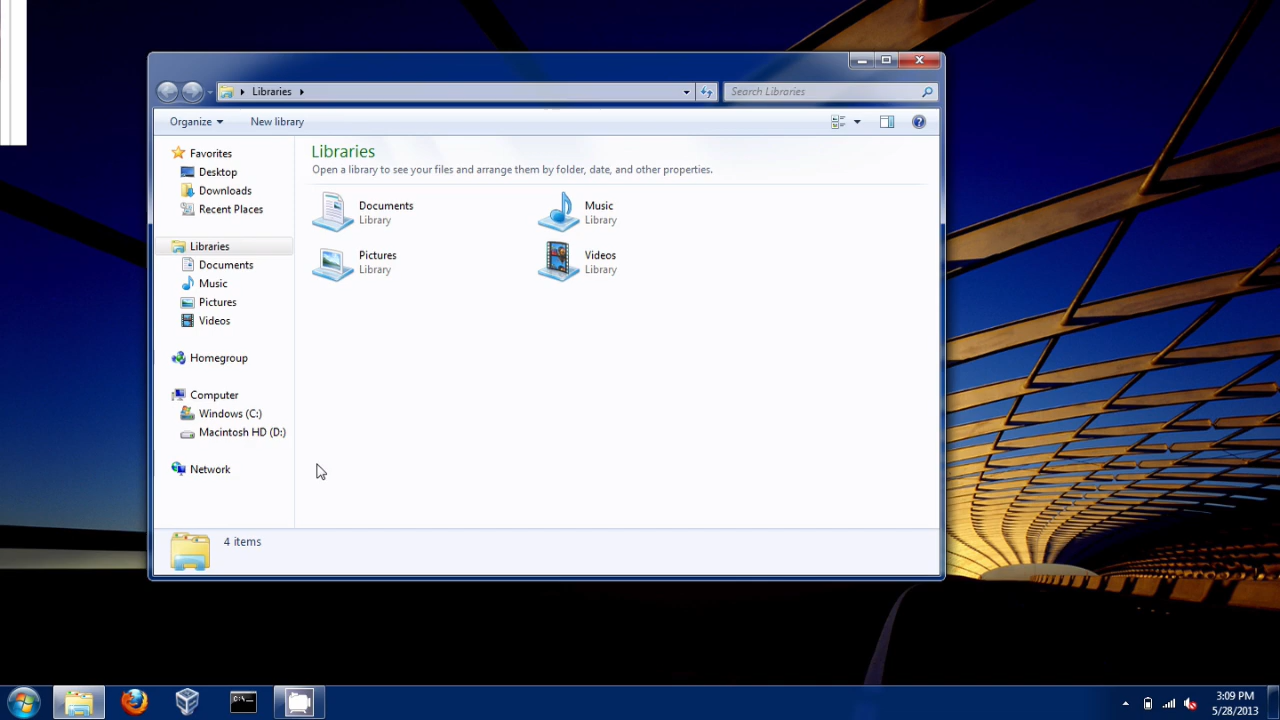 Libraries
Search Libraries
Organize
New library
Favorites
Desktop
Downloads
Recent Places
Libraries
Documents
Music
Pictures
Videos
Homegroup
Computer
Windows (C:)
Macintosh HD (D:)
Network
Libraries
Open a library to see your files and arrange them by folder, date, and other properties.
Documents
Library
Music
Library
Pictures
Library
Videos
Library
4 items
C:\_
3:09 PM
5/28/2013